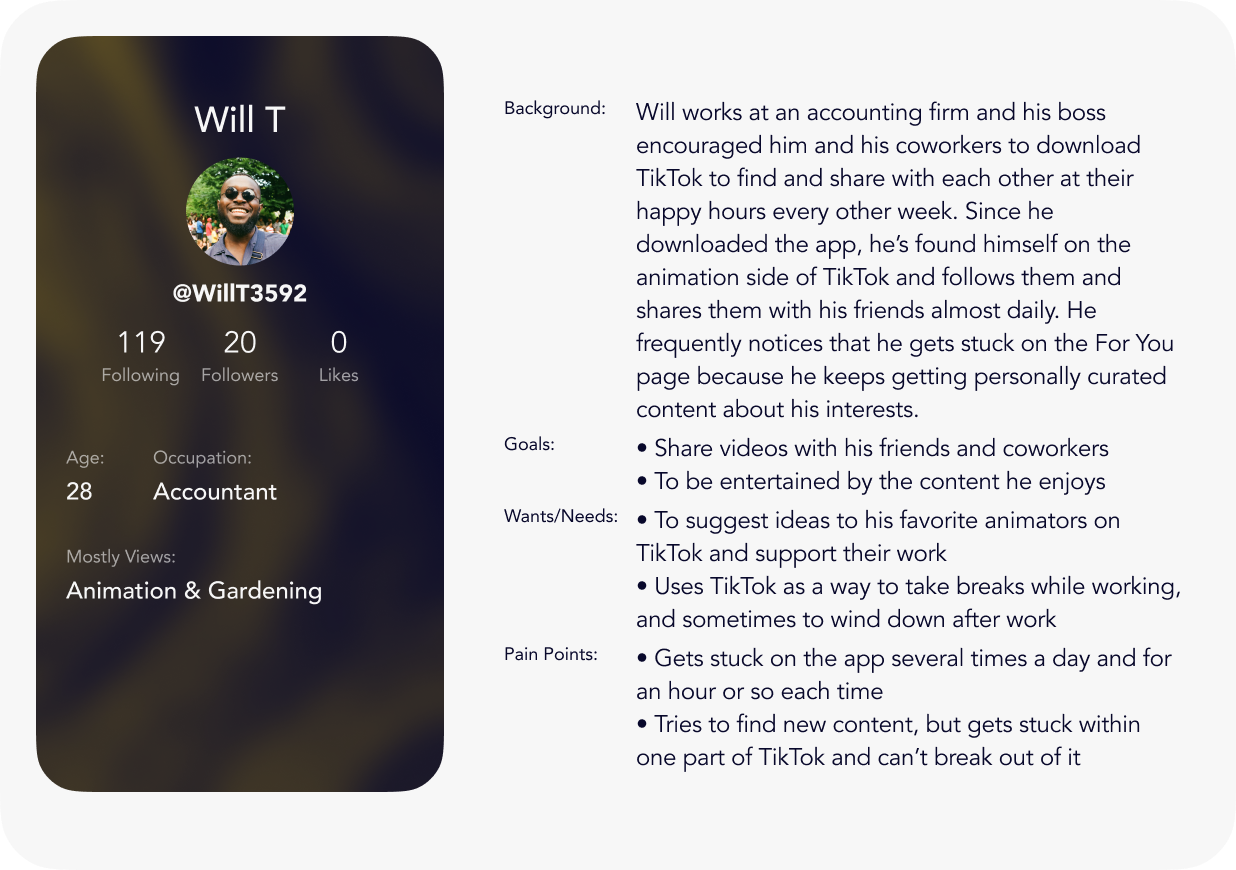 Will T
@WillT3592
119 20 0
Following Followers Likes
Age: Occupation:
28 Accountant
Mostly Views:
Animation & Gardening
Background: Will works at an accounting firm and his boss
encouraged him and his coworkers to download
TikTok to find and share with each other at their
happy hours every other week. Since he
downloaded the app, he’s found himself on the
animation side of TikTok and follows them and
shares them with his friends almost daily. He
frequently notices that he gets stuck on the For You
page because he keeps getting personally curated
content about his interests.
Goals: • Share videos with his friends and coworkers
• To be entertained by the content he enjoys
Wants/Needs: • To suggest ideas to his favorite animators on
TikTok and support their work
• Uses TikTok as a way to take breaks while working,
and sometimes to wind down after work
Pain Points: • Gets stuck on the app several times a day and for
an hour or so each time
• Tries to find new content, but gets stuck within
one part of TikTok and can’t break out of it